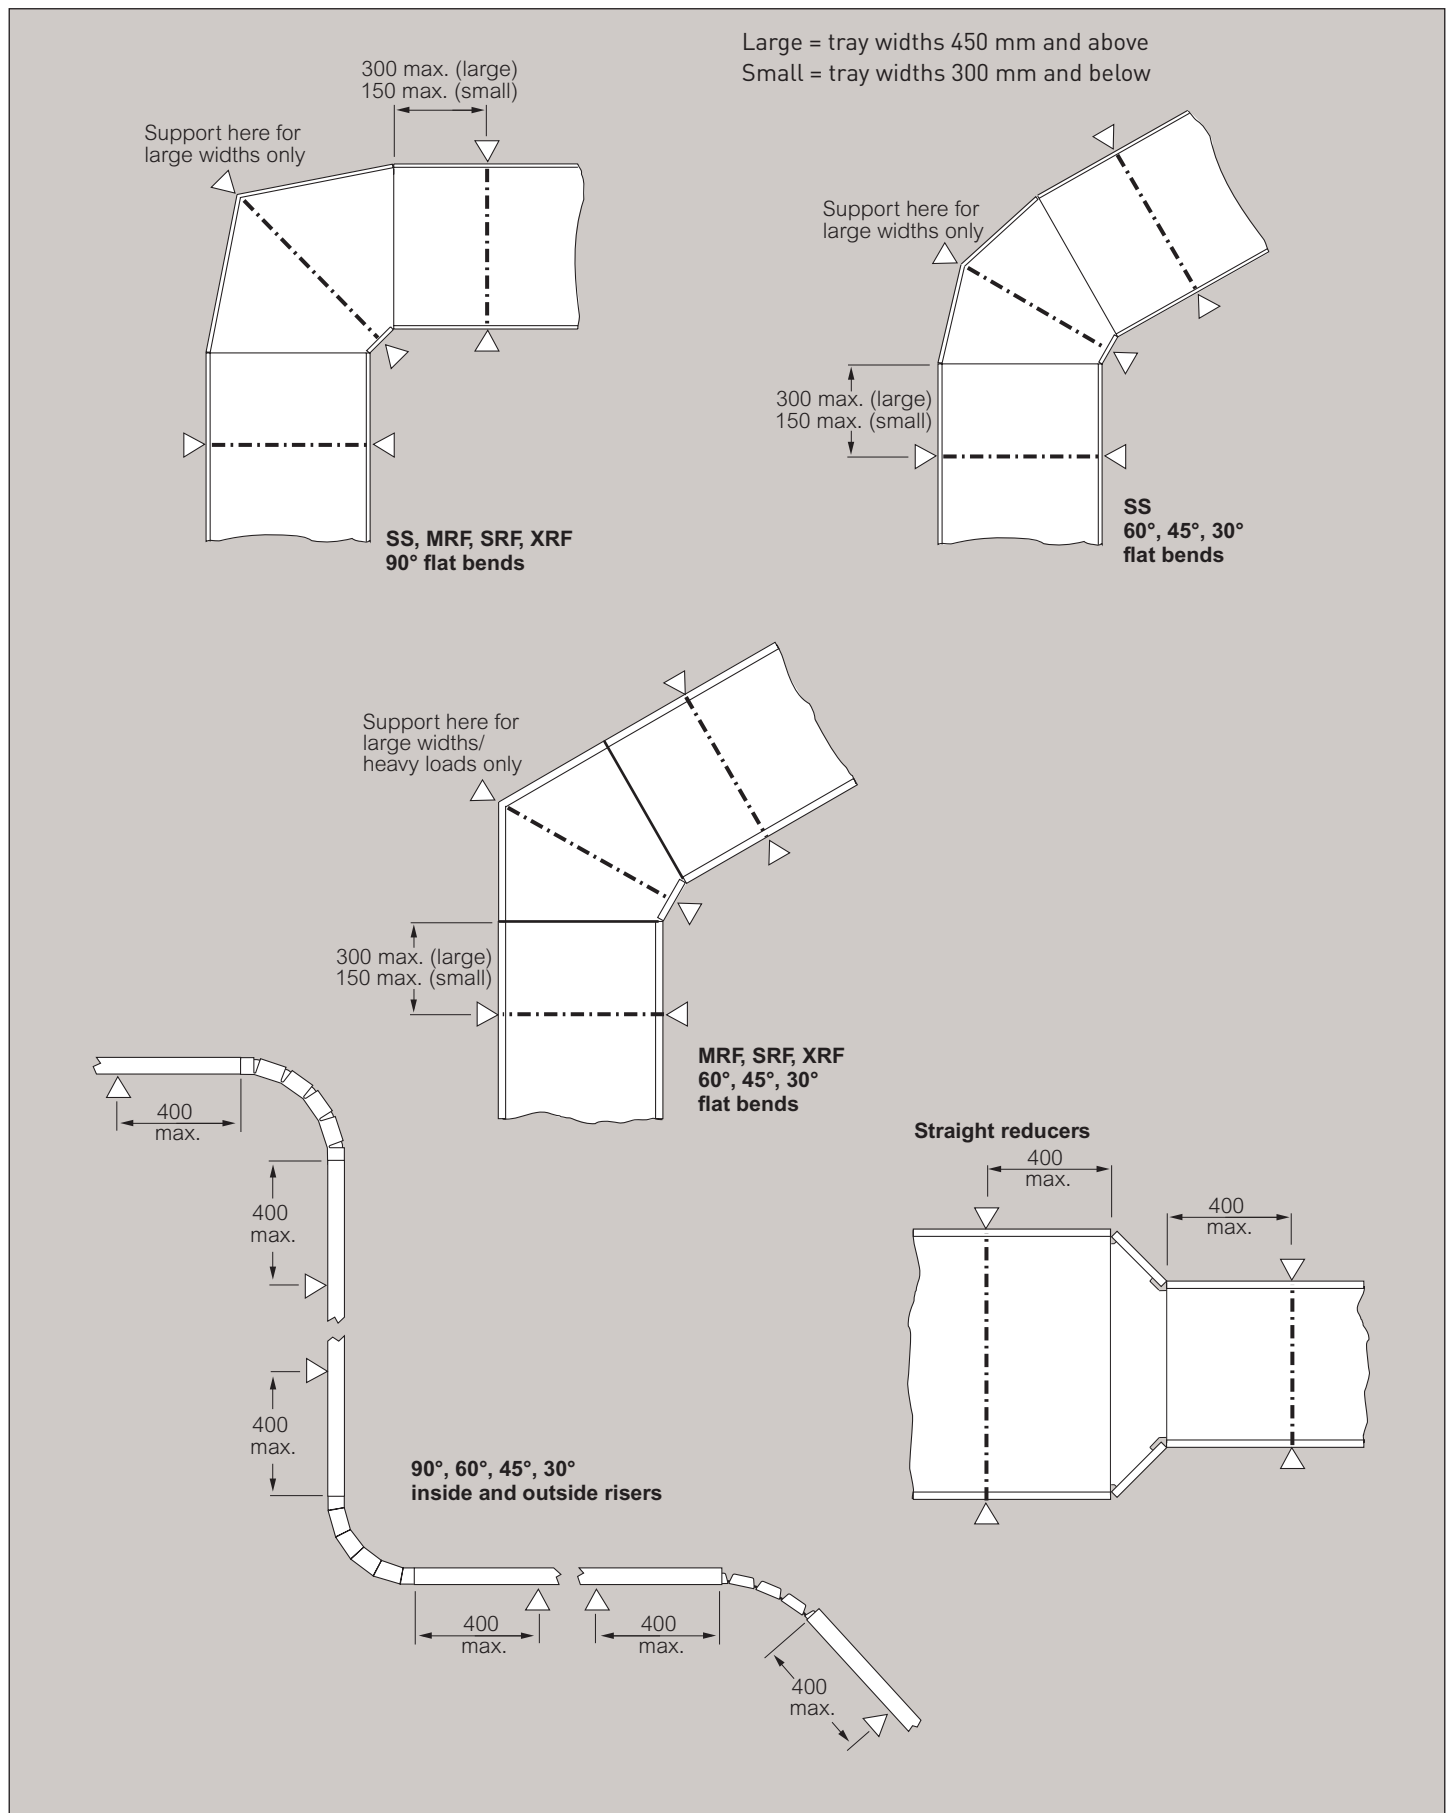 Large = tray widths 450 mm and above
Small = tray widths 300 mm and below
300 max. (large)
150 max. (small)
Support here for
large widths only
SS, MRF, SRF, XRF
90° flat bends
Support here for
large widths only
300 max. (large)
150 max. (small)
SS
60°, 45°, 30°
flat bends
Support here for
large widths/
heavy loads only
300 max. (large)
150 max. (small)
MRF, SRF, XRF
60°, 45°, 30°
flat bends
400
max.
400
max.
400
max.
90°, 60°, 45°, 30°
inside and outside risers
400
max.
400
max.
400
max.
Straight reducers
400
max.
400
max.